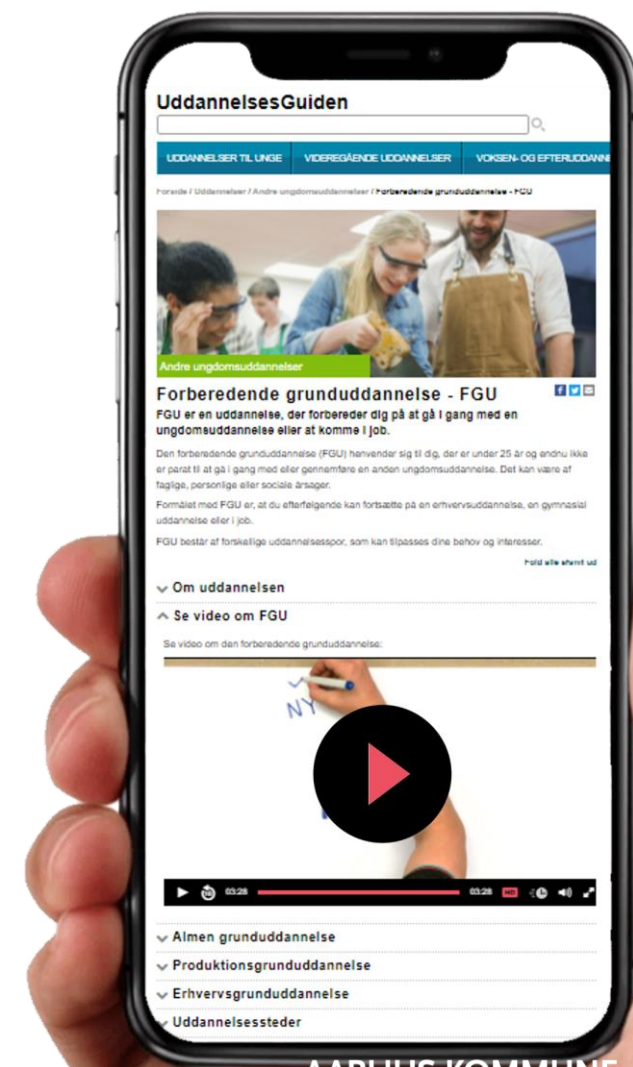 UddannelsesGuiden
UDDANNELSER TIL UNGE VIDEREGÅENDE UDDANNELSER VOKSEN- OG EFTERUDDANN
Forside / Uddannelser / Andre ungdomsuddannelser / Forberedende grunduddannelse - FGU
Andre ungdomsuddannelser
Forberedende grunduddannelse - FGU
FGU er en uddannelse, der forbereder dig på at gå i gang med en
ungdomsuddannelse eller at komme i job.
Den forberedende grunduddannelse (FGU) henvender sig til dig, der er under 25 år og endnu ikke
er parat til at gå i gang med eller gennemføre en anden ungdomsuddannelse. Det kan være af
faglige, personlige eller sociale årsager.
Formålet med FGU er, at du efterfølgende kan fortsætte på en erhvervsuddannelse, en gymnasial
uddannelse eller i job.
FGU består af forskellige uddannelsesspor, som kan tilpasses dine behov og interesser.
Fold alle afsnit ud
Om uddannelsen
Se video om FGU
Se video om den forberedende grunduddannelse:
NY
03:28 03:28 HD
Almen grunduddannelse
Produktionsgrunduddannelse
Erhvervsgrunduddannelse
Uddannelsessteder
AARHUS KOMMUNE